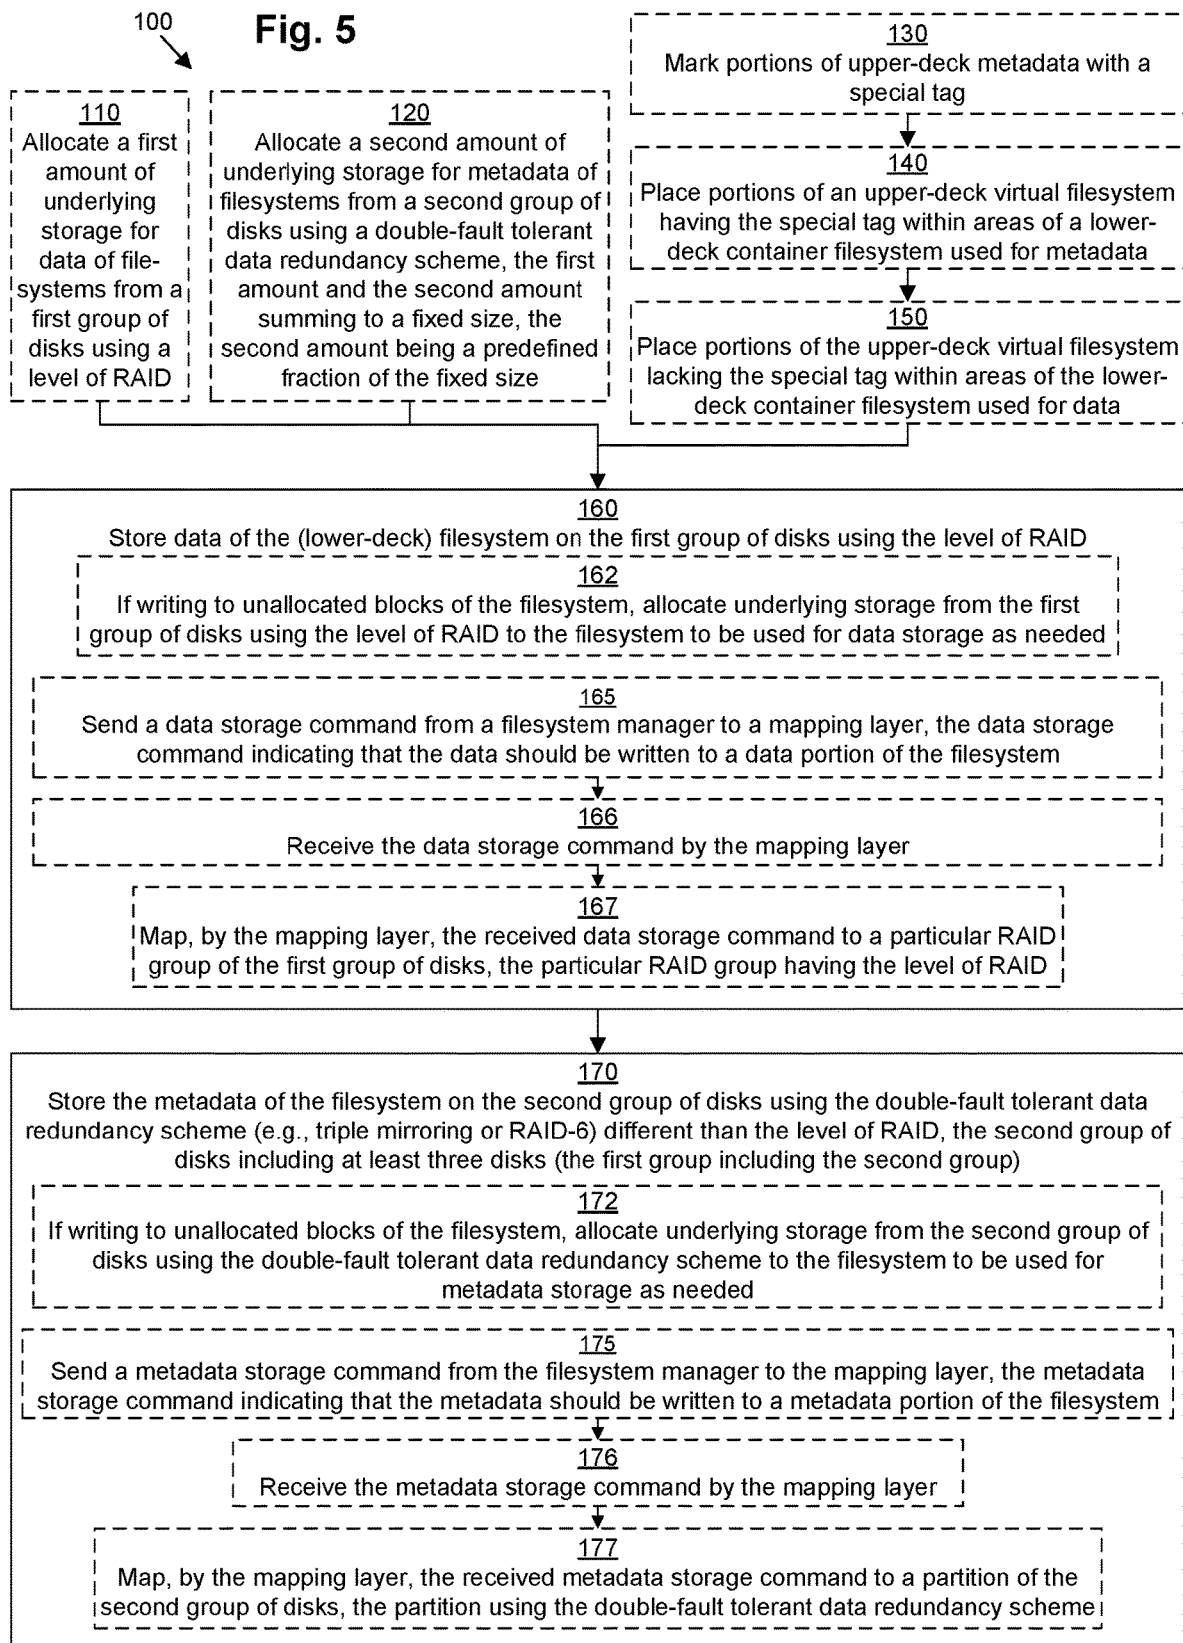 100
Fig. 5
110
Allocate a first
amount of
underlying
storage for
data of file-
systems from a
first group of
disks using a
level of RAID
120
Allocate a second amount of
underlying storage for metadata of
filesystems from a second group of
disks using a double-fault tolerant
data redundancy scheme, the first
amount and the second amount
summing to a fixed size, the
second amount being a predefined
fraction of the fixed size
130
Mark portions of upper-deck metadata with a
special tag
140
Place portions of an upper-deck virtual filesystem
having the special tag within areas of a lower-
deck container filesystem used for metadata
150
Place portions of the upper-deck virtual filesystem
lacking the special tag within areas of the lower-
deck container filesystem used for data
160
Store data of the (lower-deck) filesystem on the first group of disks using the level of RAID
162
If writing to unallocated blocks of the filesystem, allocate underlying storage from the first
group of disks using the level of RAID to the filesystem to be used for data storage as needed
165
Send a data storage command from a filesystem manager to a mapping layer, the data storage
command indicating that the data should be written to a data portion of the filesystem
166
Receive the data storage command by the mapping layer
167
Map, by the mapping layer, the received data storage command to a particular RAID
group of the first group of disks, the particular RAID group having the level of RAID
170
Store the metadata of the filesystem on the second group of disks using the double-fault tolerant data
redundancy scheme (e.g., triple mirroring or RAID-6) different than the level of RAID, the second group of
disks including at least three disks (the first group including the second group)
172
If writing to unallocated blocks of the filesystem, allocate underlying storage from the second group of
disks using the double-fault tolerant data redundancy scheme to the filesystem to be used for
metadata storage as needed
175
Send a metadata storage command from the filesystem manager to the mapping layer, the metadata
storage command indicating that the metadata should be written to a metadata portion of the filesystem
176
Receive the metadata storage command by the mapping layer
177
Map, by the mapping layer, the received metadata storage command to a partition of the
second group of disks, the partition using the double-fault tolerant data redundancy scheme